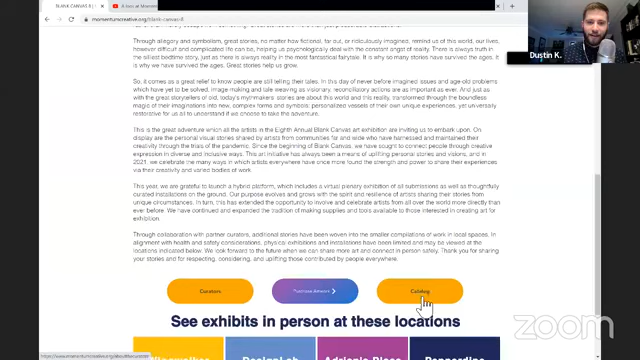 BLANK CANVAS 8 |
A look at Momentum
momentumcreative.org/blank-canvas-8
Through allegory and symbolism, great stories, no matter how fictional, far out, or ridiculously imagined, remind us of this world, our lives,
however difficult and complicated life can be, helping us psychologically deal with the constant angst of reality. There is always truth in
the silliest bedtime story, just as there is always reality in the most fantastical fairytale. It is why so many stories have survived the ages. It
is why we have survived the ages. Great stories help us grow.
So, it comes as a great relief to know people are still telling their tales. In this day of never before imagined issues and age-old problems
which have yet to be solved, image making and tale weaving as visionary, reconciliatory actions are as important as ever. And just as
with the great storytellers of old, today's mythmakers' stories are about this world and this reality, transformed through the boundless
magic of their imaginations into new, complex forms and symbols: personalized vessels of their own unique experiences, yet universally
restorative for us all to understand if we choose to take the adventure.
This is the great adventure which all the artists in the Eighth Annual Blank Canvas art exhibition are inviting us to embark upon. On
display are the personal visual stories shared by artists from communities far and wide who have harnessed and maintained their
creativity through the trials of the pandemic. Since the beginning of Blank Canvas, we have sought to connect people through creative
expression in diverse and inclusive ways. This art initiative has always been a means of uplifting personal stories and visions, and in
2021, we celebrate the many ways in which artists everywhere have once more found the strength and power to share their experiences
via their creativity and varied bodies of work.
This year, we are grateful to launch a hybrid platform, which includes a virtual plenary exhibition of all submissions as well as thoughtfully
curated installations on the ground. Our purpose evolves and grows with the spirit and resilience of artists sharing their stories from
unique circumstances. In turn, this has extended the opportunity to involve and celebrate artists from all over the world more directly than
ever before. We have continued and expanded the tradition of making supplies and tools available to those interested in creating art for
exhibition.
Through collaboration with partner curators, additional stories have been woven into the smaller compilations of work in local spaces. In
alignment with health and safety considerations, physical exhibitions and installations have been limited and may be viewed at the
locations indicated below. We look forward to the future when we can share more art and connect in person safely. Thank you for sharing
your stories and for respecting, considering, and uplifting those contributed by people everywhere.
Curators
Purchase Artwork
Catalog
See exhibits in person at these locations
DesignLab
Adrienis Place
Pepperdine
Dustin K.
zoom